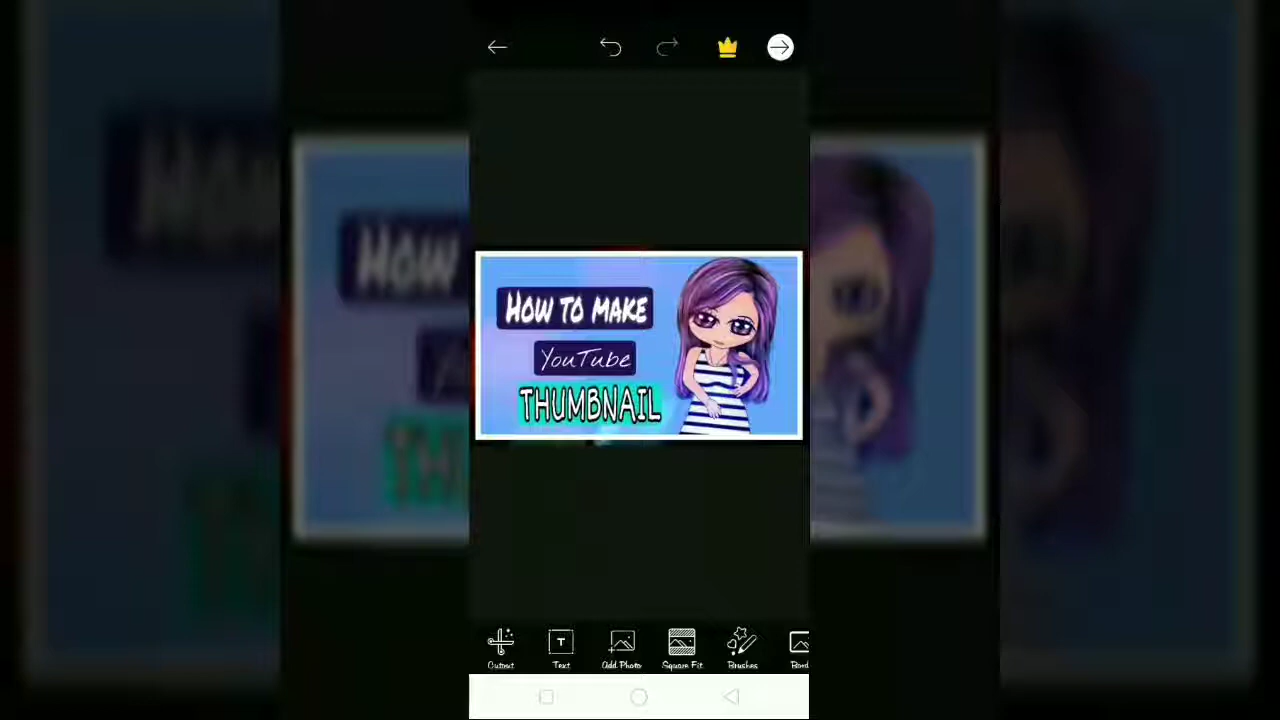 HOW TO MAKE
YouTube
THUMBNAIL
Cutout
Text
Add Photo
Square Fit
Brushes